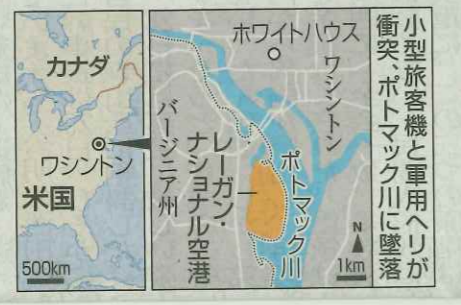 小型旅客機と軍用ヘリが
衝突、ポトマック川に墜落
ホワイトハウス
ワシントン
ポトマック川
レーガン・
ナショナル空港
バージニア州
N
1km
カナダ
ワシントン
米国
500km